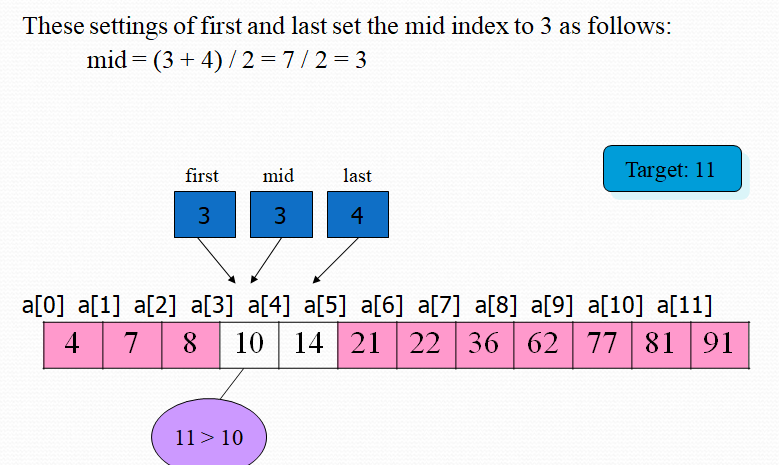 These settings of first and last set the mid index to 3 as follows:
mid = (3 + 4) / 2 = 7 / 2 = 3
Target: 11
first mid last
3 3 4
a[0] a[1] a[2] a[3] a[4] a[5] a[6] a[7] a[8] a[9] a[10] a[11]
4 7 8 10 14 21 22 36 62 77 81 91
11 > 10